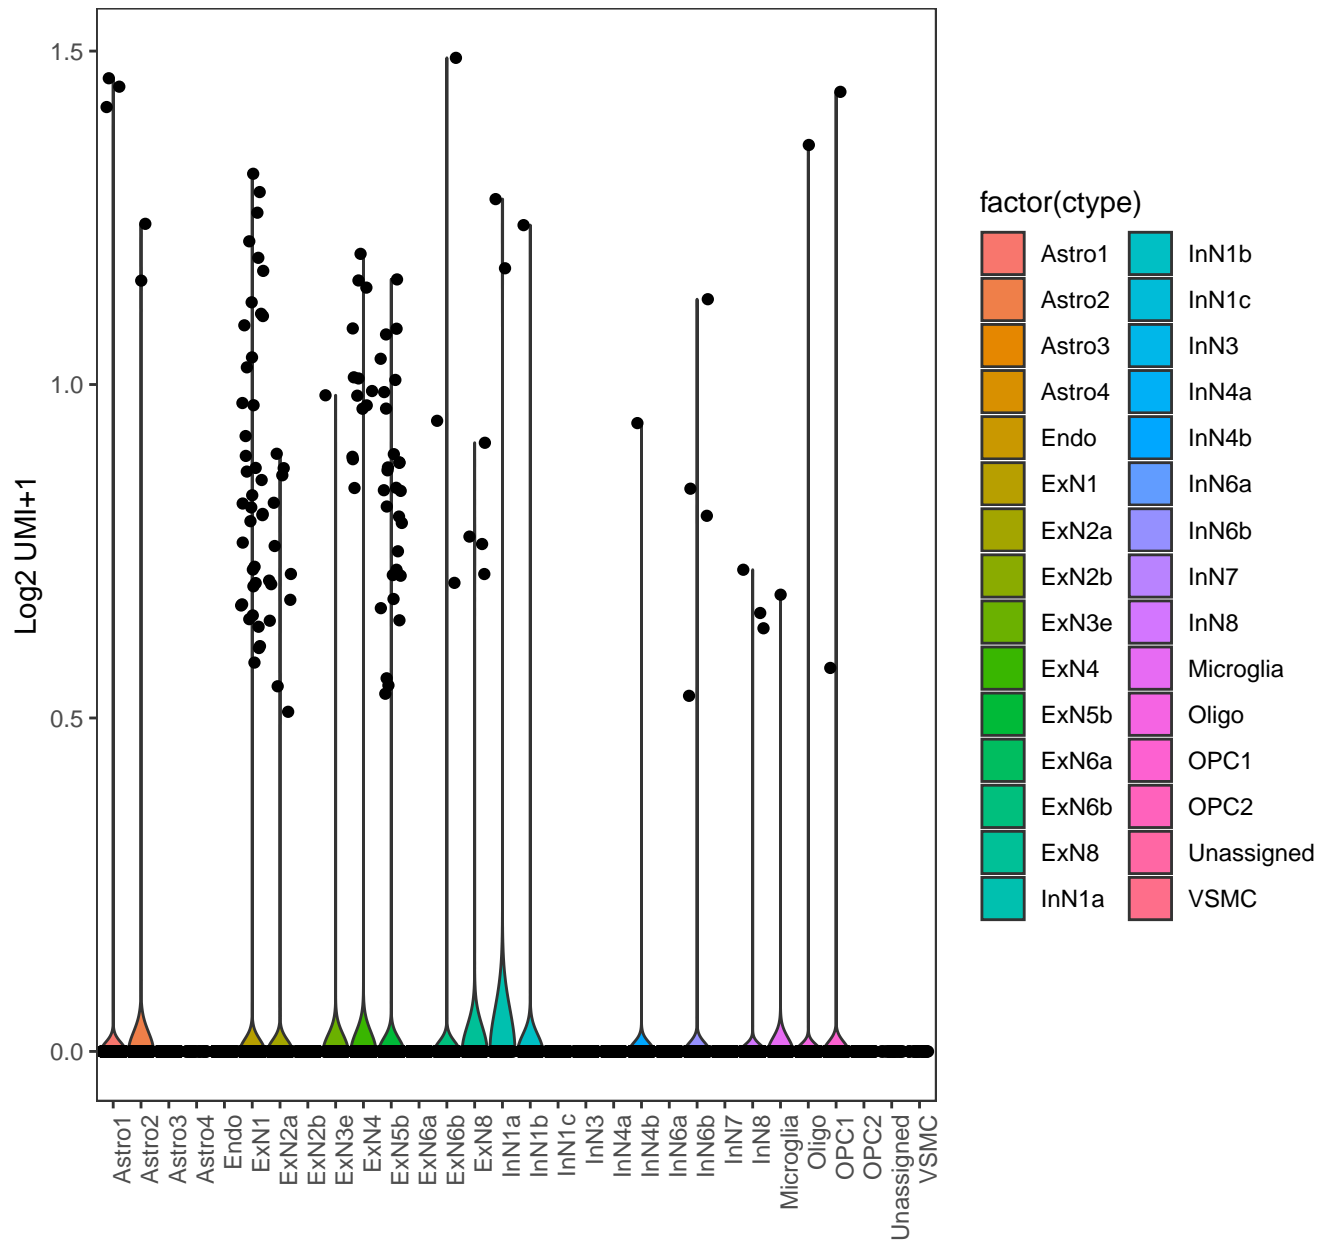 1.5
1.0
0.5
0.0
Log2 UMI+1
Astro1
Astro2
Astro3
Astro4
Endo
ExN1
ExN2a
ExN2b
ExN3e
ExN4
ExN5b
ExN6a
ExN6b
ExN8
InN1a
InN1b
InN1c
InN3
InN4a
InN4b
InN6a
InN6b
InN7
InN8
Microglia
Oligo
OPC1
OPC2
Unassigned
VSMC
factor(ctype)
Astro1
Astro2
Astro3
Astro4
Endo
ExN1
ExN2a
ExN2b
ExN3e
ExN4
ExN5b
ExN6a
ExN6b
ExN8
InN1a
InN1b
InN1c
InN3
InN4a
InN4b
InN6a
InN6b
InN7
InN8
Microglia
Oligo
OPC1
OPC2
Unassigned
VSMC